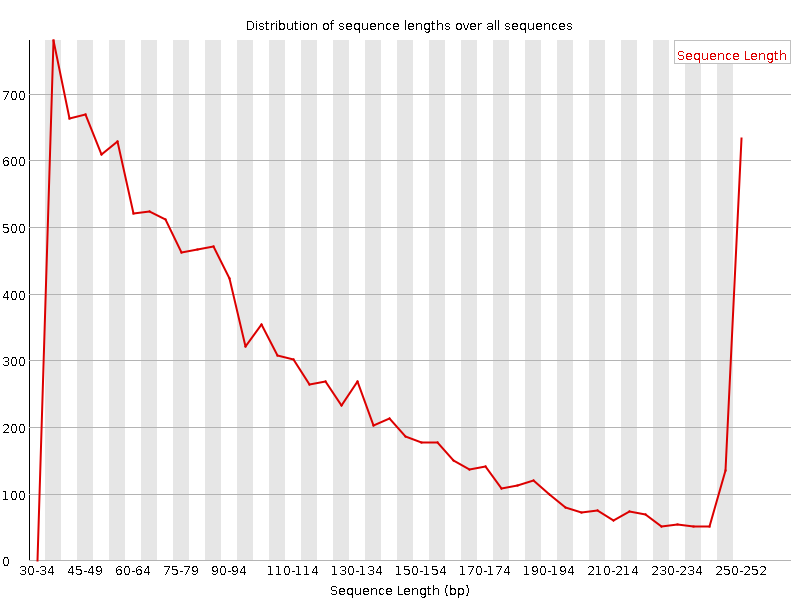 Distribution of sequence lengths over all sequences
Sequence Length
700
600
500
400
300
200
100
0
30-34 45-49 60-64 75-79 90-94 110-114 130-134 150-154 170-174 190-194 210-214 230-234 250-252
Sequence Length (bp)